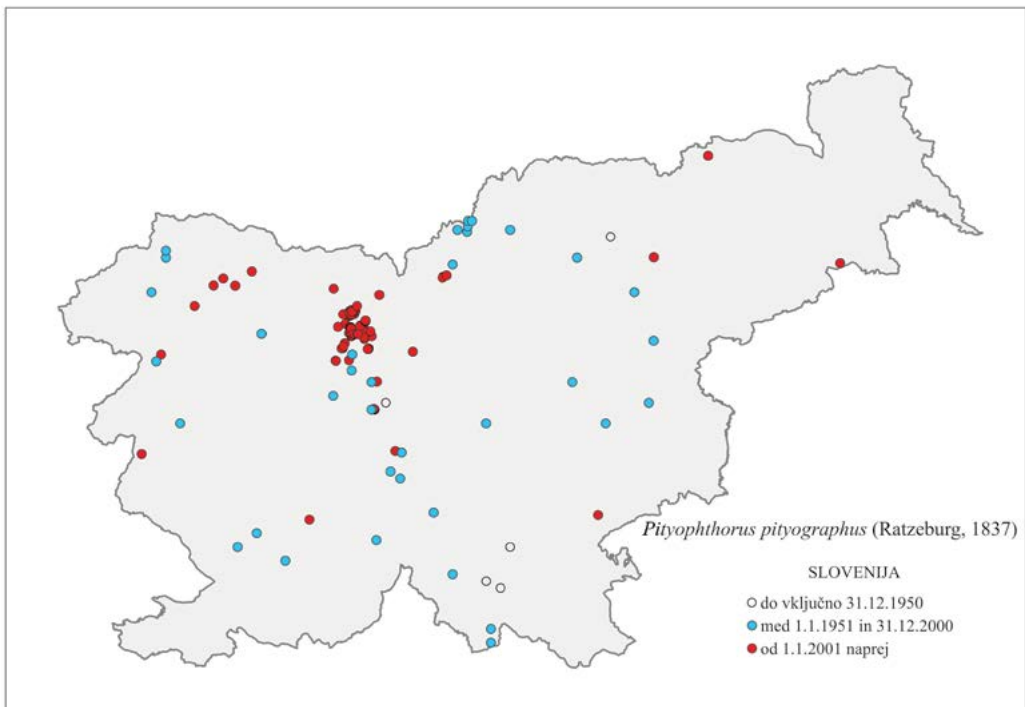 Pityophthorus pityographus (Ratzeburg, 1837)
SLOVENIJA
do vključno 31.12.1950
med 1.1.1951 in 31.12.2000
od 1.1.2001 naprej